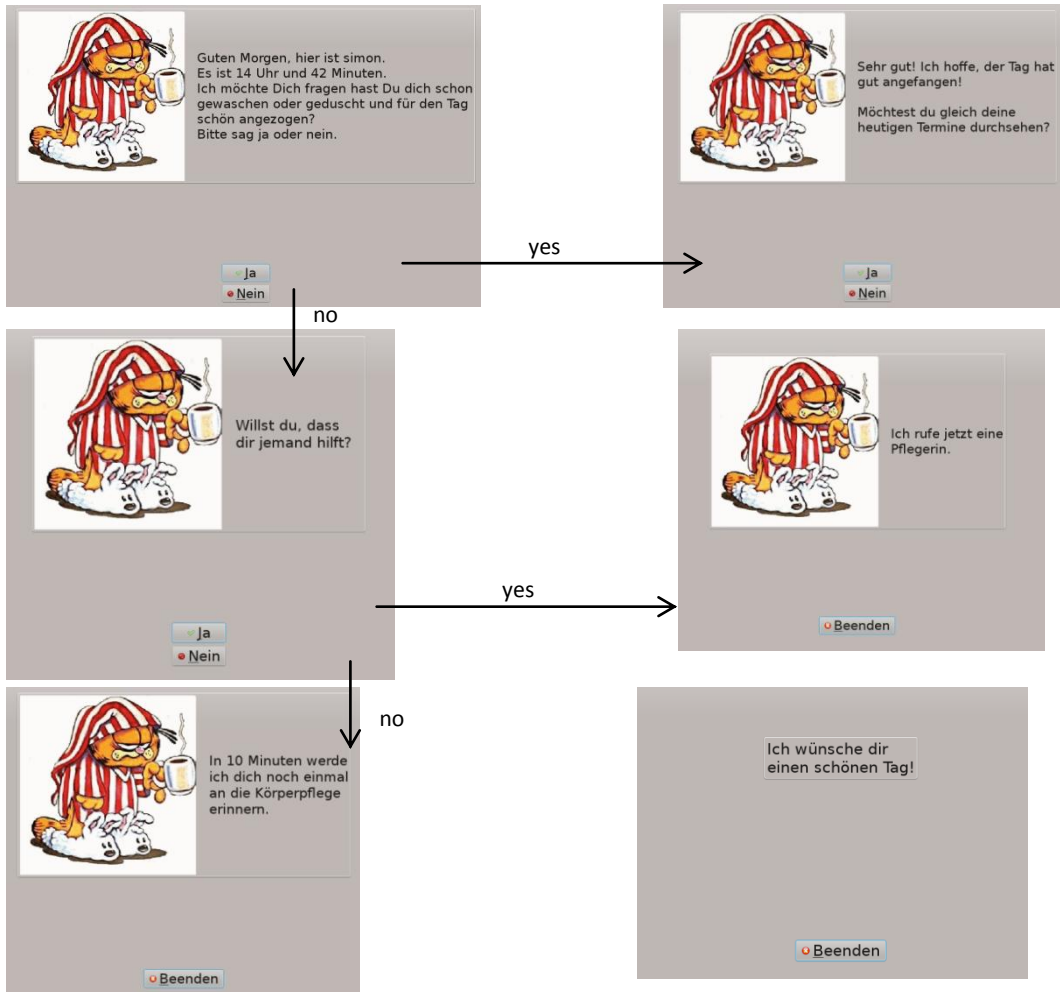 Guten Morgen, hier ist simon.
Es ist 14 Uhr und 42 Minuten.
Ich möchte Dich fragen hast Du dich schon
gewaschen oder geduscht und für den Tag
schön angezogen?
Bitte sag ja oder nein.
Ja
Nein
yes
Sehr gut! Ich hoffe, der Tag hat
gut angefangen!
Möchtest du gleich deine
heutigen Termine durchsehen?
Ja
Nein
no
Willst du, dass
dir jemand hilft?
Ja
Nein
yes
Ich rufe jetzt eine
Pflegerin.
Beenden
no
In 10 Minuten werde
ich dich noch einmal
an die Körperpflege
erinnern.
Beenden
Ich wünsche dir
einen schönen Tag!
Beenden